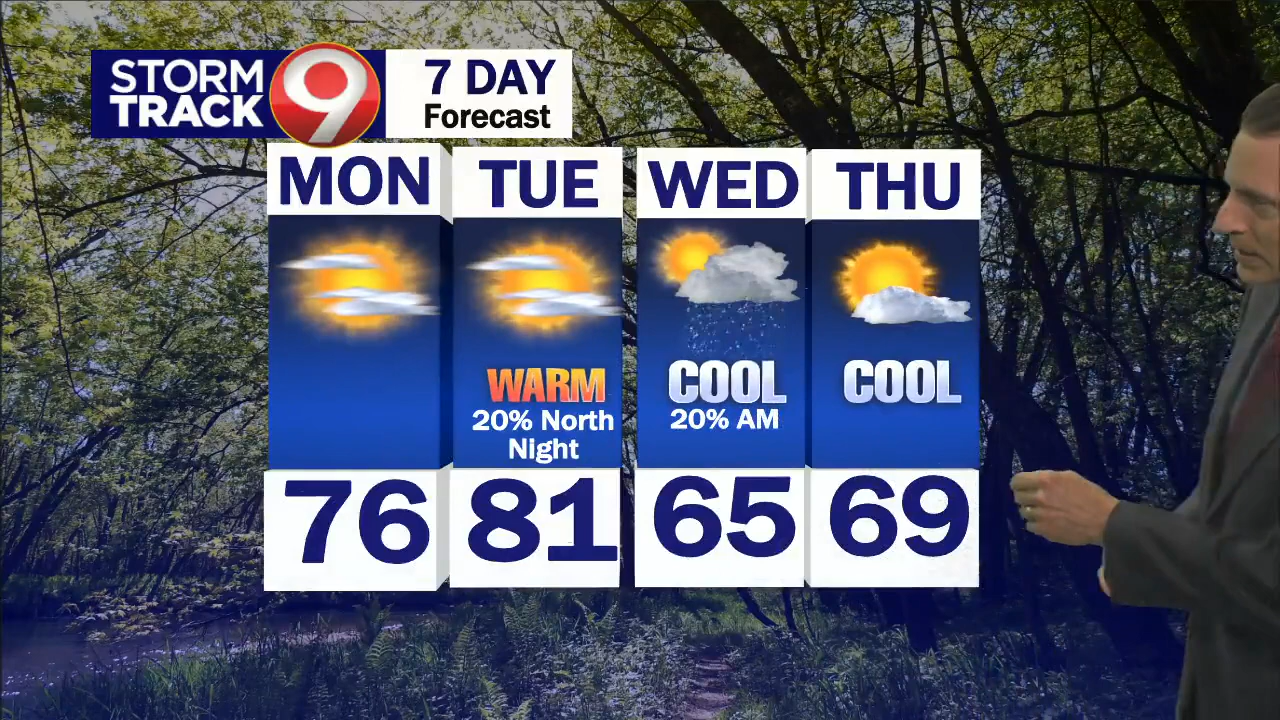 STORM
TRACK
9
7 DAY
Forecast
MON
TUE
WED
THU
WARM
20% North
Night
COOL
20% AM
COOL
76
81
65
69